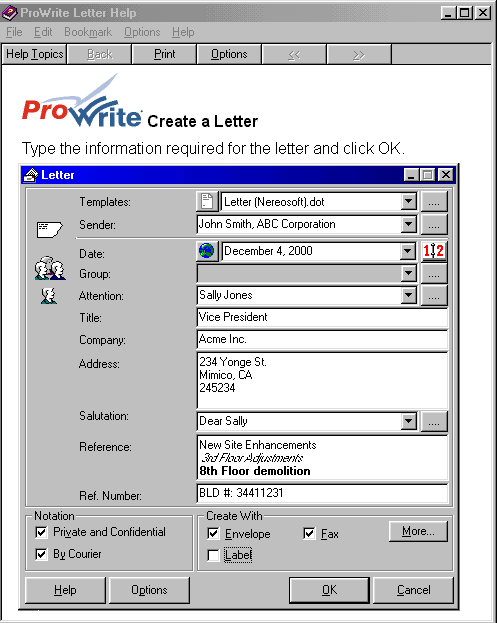 ProWrite Letter Help
File Edit Bookmark Options Help
Help Topics Back Print Options << >>
ProWrite Create a Letter
Type the information required for the letter and click OK.
Letter
Templates: Letter (Nereosoft).dot ....
Sender: John Smith, ABC Corporation ....
Date: December 4, 2000 12
Group: ....
Attention: Sally Jones ....
Title: Vice President
Company: Acme Inc.
Address: 234 Yonge St.
Mimico, CA
245234
Salutation: Dear Sally ....
Reference: New Site Enhancements
3rd Floor Adjustments
8th Floor demolition
Ref. Number: BLD #: 34411231
Notation Create With
Private and Confidential Envelope Fax More...
By Courier Label
Help Options OK Cancel